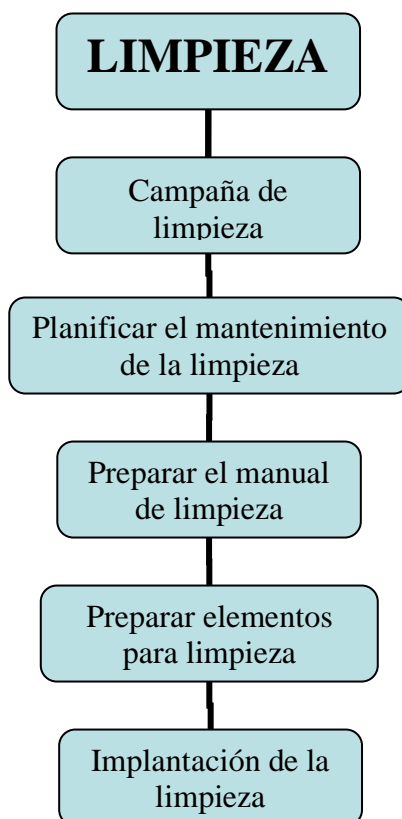 LIMPIEZA
Campaña de
limpieza
Planificar el mantenimiento
de la limpieza
Preparar el manual
de limpieza
Preparar elementos
para limpieza
Implantación de la
limpieza